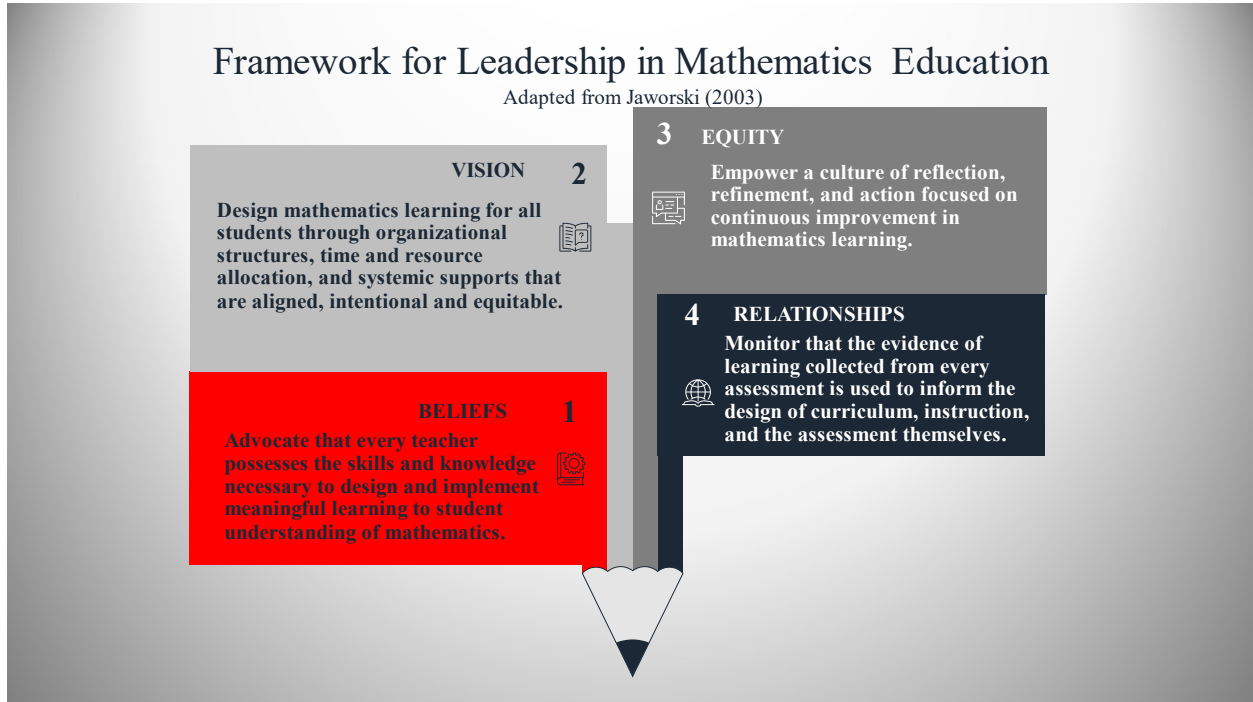 Framework for Leadership in Mathematics  Education
Adapted from Jaworski (2003)
VISION 2
Design mathematics learning for all
students through organizational
structures, time and resource
allocation, and systemic supports that
are aligned, intentional and equitable.
BELIEFS 1
Advocate that every teacher
possesses the skills and knowledge
necessary to design and implement
meaningful learning to student
understanding of mathematics.
3 EQUITY
Empower a culture of reflection,
refinement, and action focused on
continuous improvement in
mathematics learning.
4 RELATIONSHIPS
Monitor that the evidence of
learning collected from every
assessment is used to inform the
design of curriculum, instruction,
and the assessment themselves.